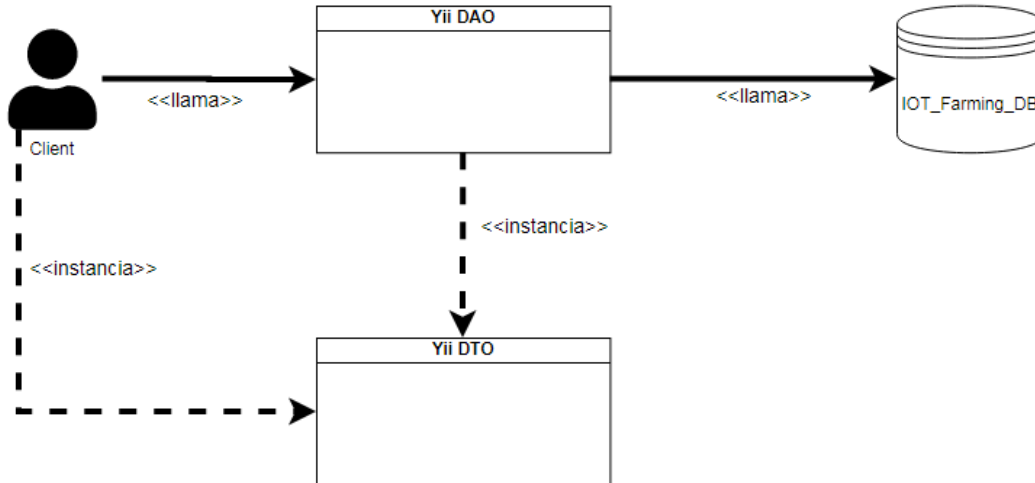 Yii DAO
<<llama>>
<<llama>>
IOT_Farming_DB
Client
<<instancia>>
<<instancia>>
Yii DTO